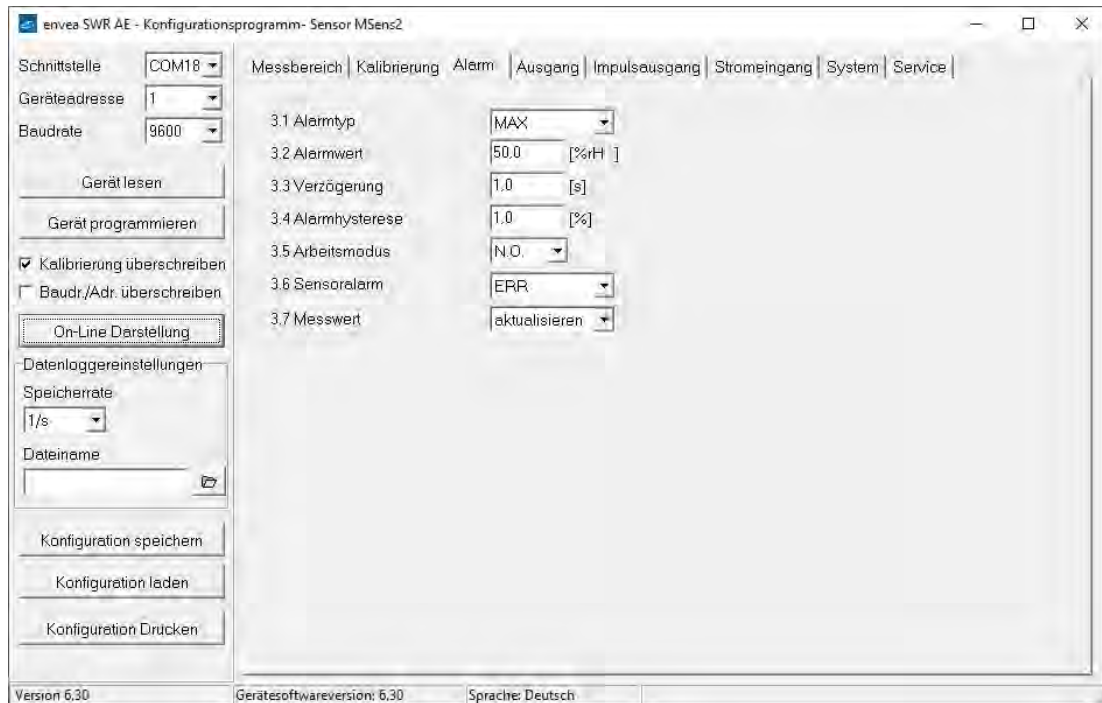 envea SWR AE - Konfigurationsprogramm- Sensor MSens2
Schnittstelle COM18
Geräteadresse 1
Baudrate 9600
Gerät lesen
Gerät programmieren
Kalibrierung überschreiben
Baudr./Adr. überschreiben
On-Line Darstellung
Datenloggereinstellungen
Speicherrate
1/s
Dateiname
Konfiguration speichern
Konfiguration laden
Konfiguration Drucken
Messbereich Kalibrierung Alarm Ausgang Impulsausgang Stromeingang System Service
3.1 Alarmtyp MAX
3.2 Alarmwert 50.0 [%rH ]
3.3 Verzögerung 1.0 [s]
3.4 Alarmhysterese 1.0 [%]
3.5 Arbeitsmodus N.O.
3.6 Sensoralarm ERR
3.7 Messwert aktualisieren
Version 6,30 Gerätesoftwareversion: 6,30 Sprache: Deutsch